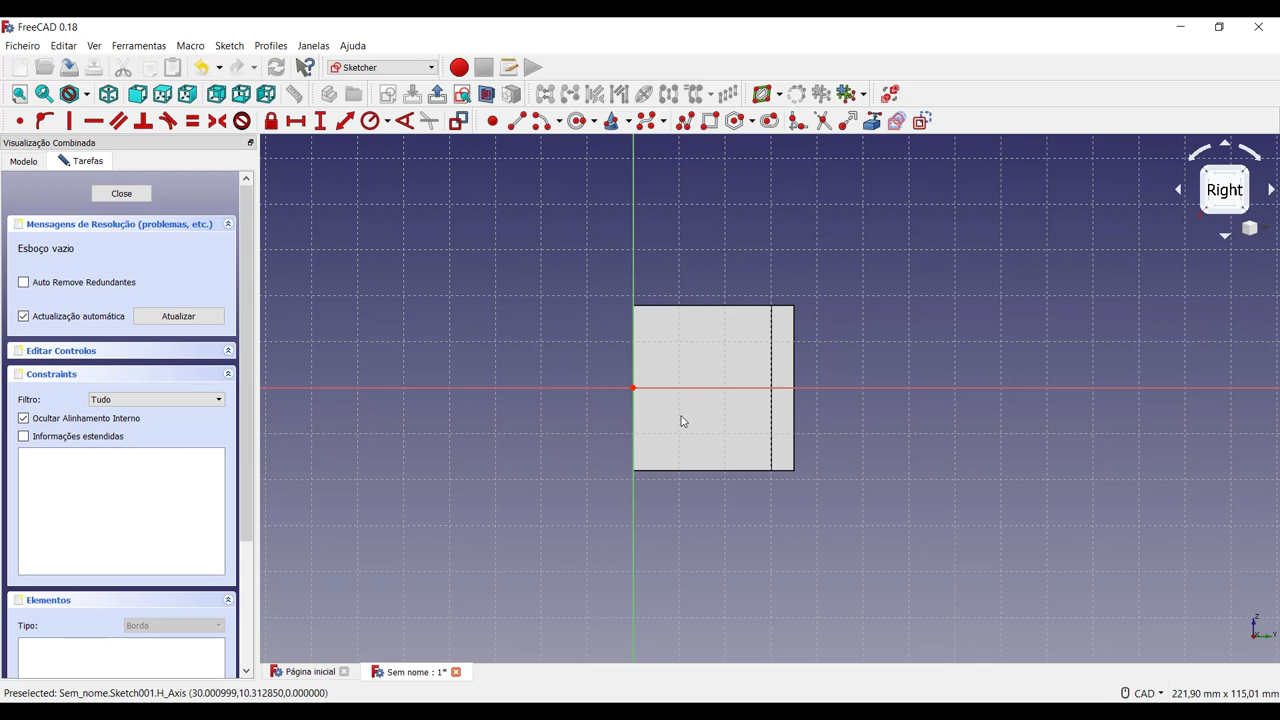 FreeCAD 0.18
Ficheiro Editar Ver Ferramentas Macro Sketch Profiles Janelas Ajuda
Sketcher
Visualização Combinada
Modelo Tarefas
Close
Mensagens de Resolução (problemas, etc.)
Esboço vazio
Auto Remove Redundantes
Actualização automática Atualizar
Editar Controlos
Constraints
Filtro: Tudo
Ocultar Alinhamento Interno
Informações estendidas
Elementos
Tipo: Borda
Right
Z
X
Y
Página inicial Sem nome : 1*
Preselected: Sem_nome.Sketch001.H_Axis (30.000999,10.312850,0.000000) CAD 221,90 mm x 115,01 mm